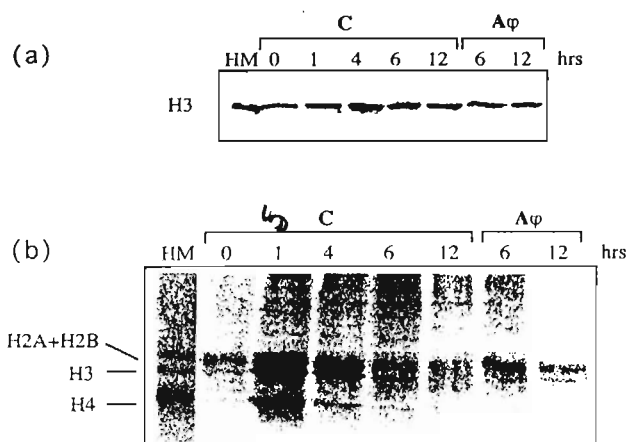 (a)
C Aφ
HM 0 1 4 6 12 6 12 hrs
H3
(b)
C Aφ
HM 0 1 4 6 12 6 12 hrs
H2A+H2B
H3
H4